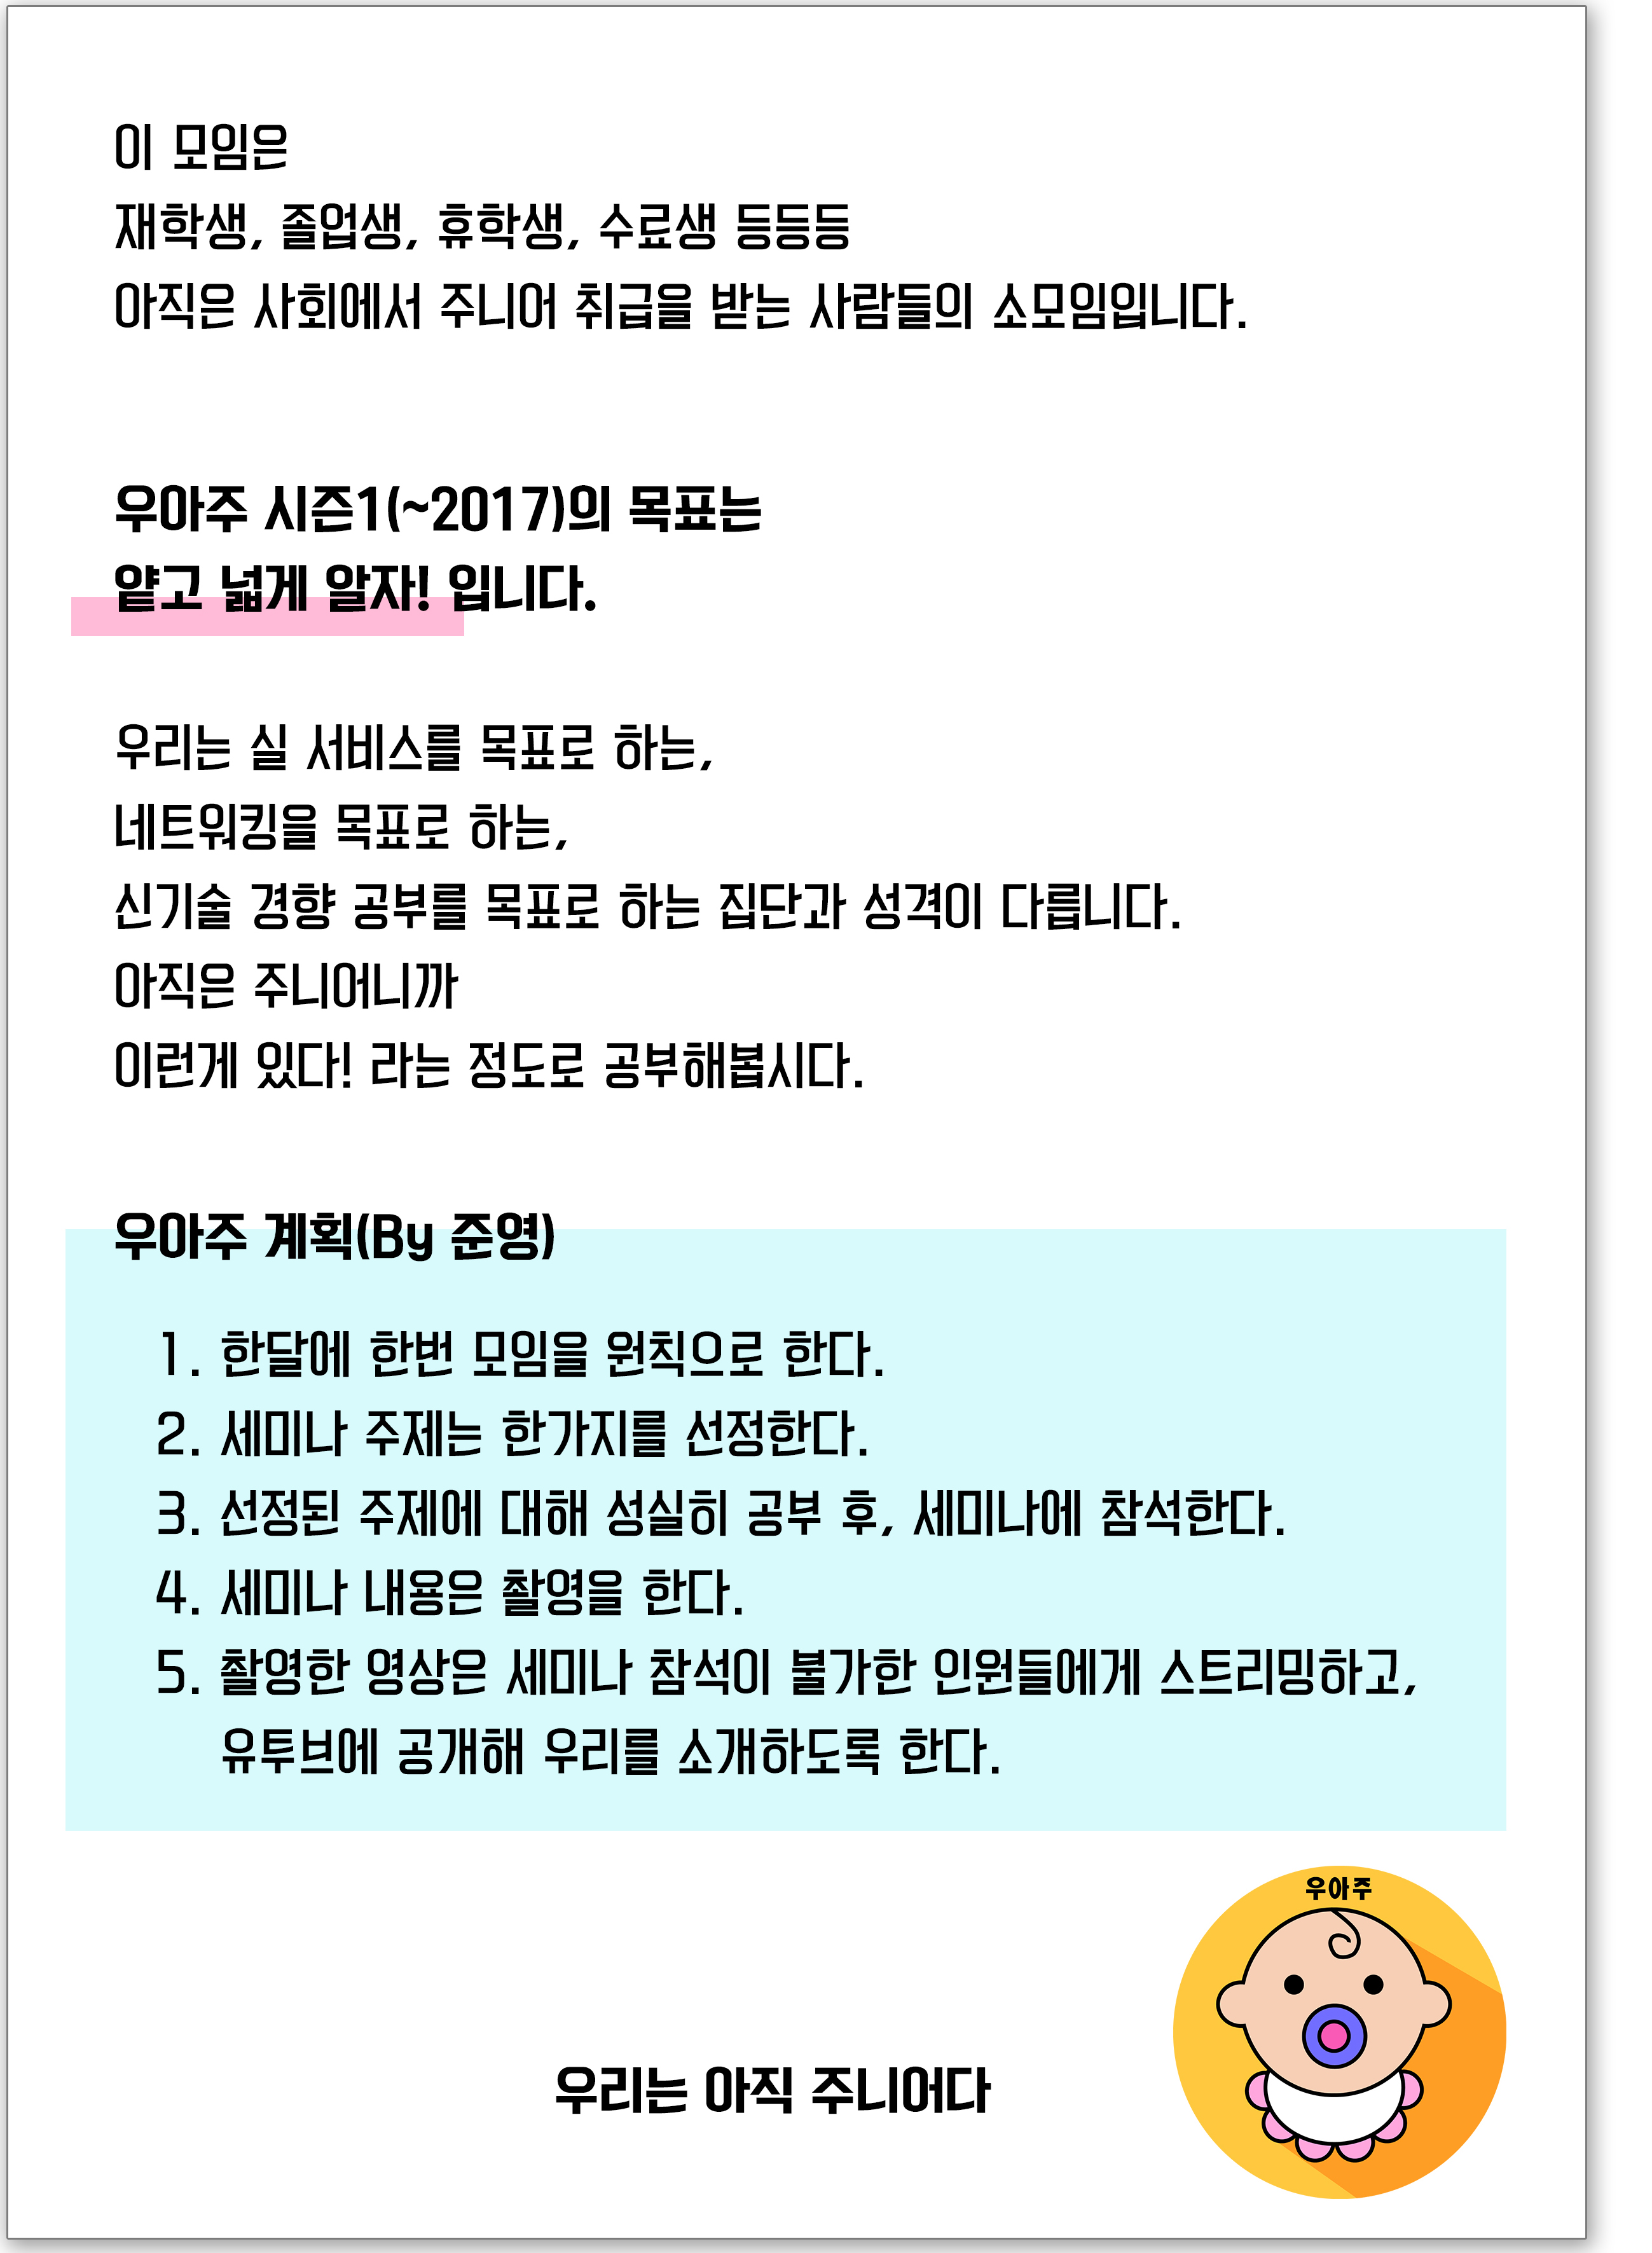 이 모임은
재학생, 졸업생, 휴학생, 수료생 등등등
아직은 사회에서 주니어 취급을 받는 사람들의 소모임입니다.
우아주 시즌1(~2017)의 목표는
얕고 넓게 알자! 입니다.
우리는 실 서비스를 목표로 하는,
네트워킹을 목표로 하는,
신기술 경향 공부를 목표로 하는 집단과 성격이 다릅니다.
아직은 주니어니까
이런게 있다! 라는 정도로 공부해봅시다.
우아주 계획(By 준영)
1. 한달에 한번 모임을 원칙으로 한다.
2. 세미나 주제는 한가지를 선정한다.
3. 선정된 주제에 대해 성실히 공부 후, 세미나에 참석한다.
4. 세미나 내용은 촬영을 한다.
5. 촬영한 영상은 세미나 참석이 불가한 인원들에게 스트리밍하고,
유투브에 공개해 우리를 소개하도록 한다.
우아주
우리는 아직 주니어다